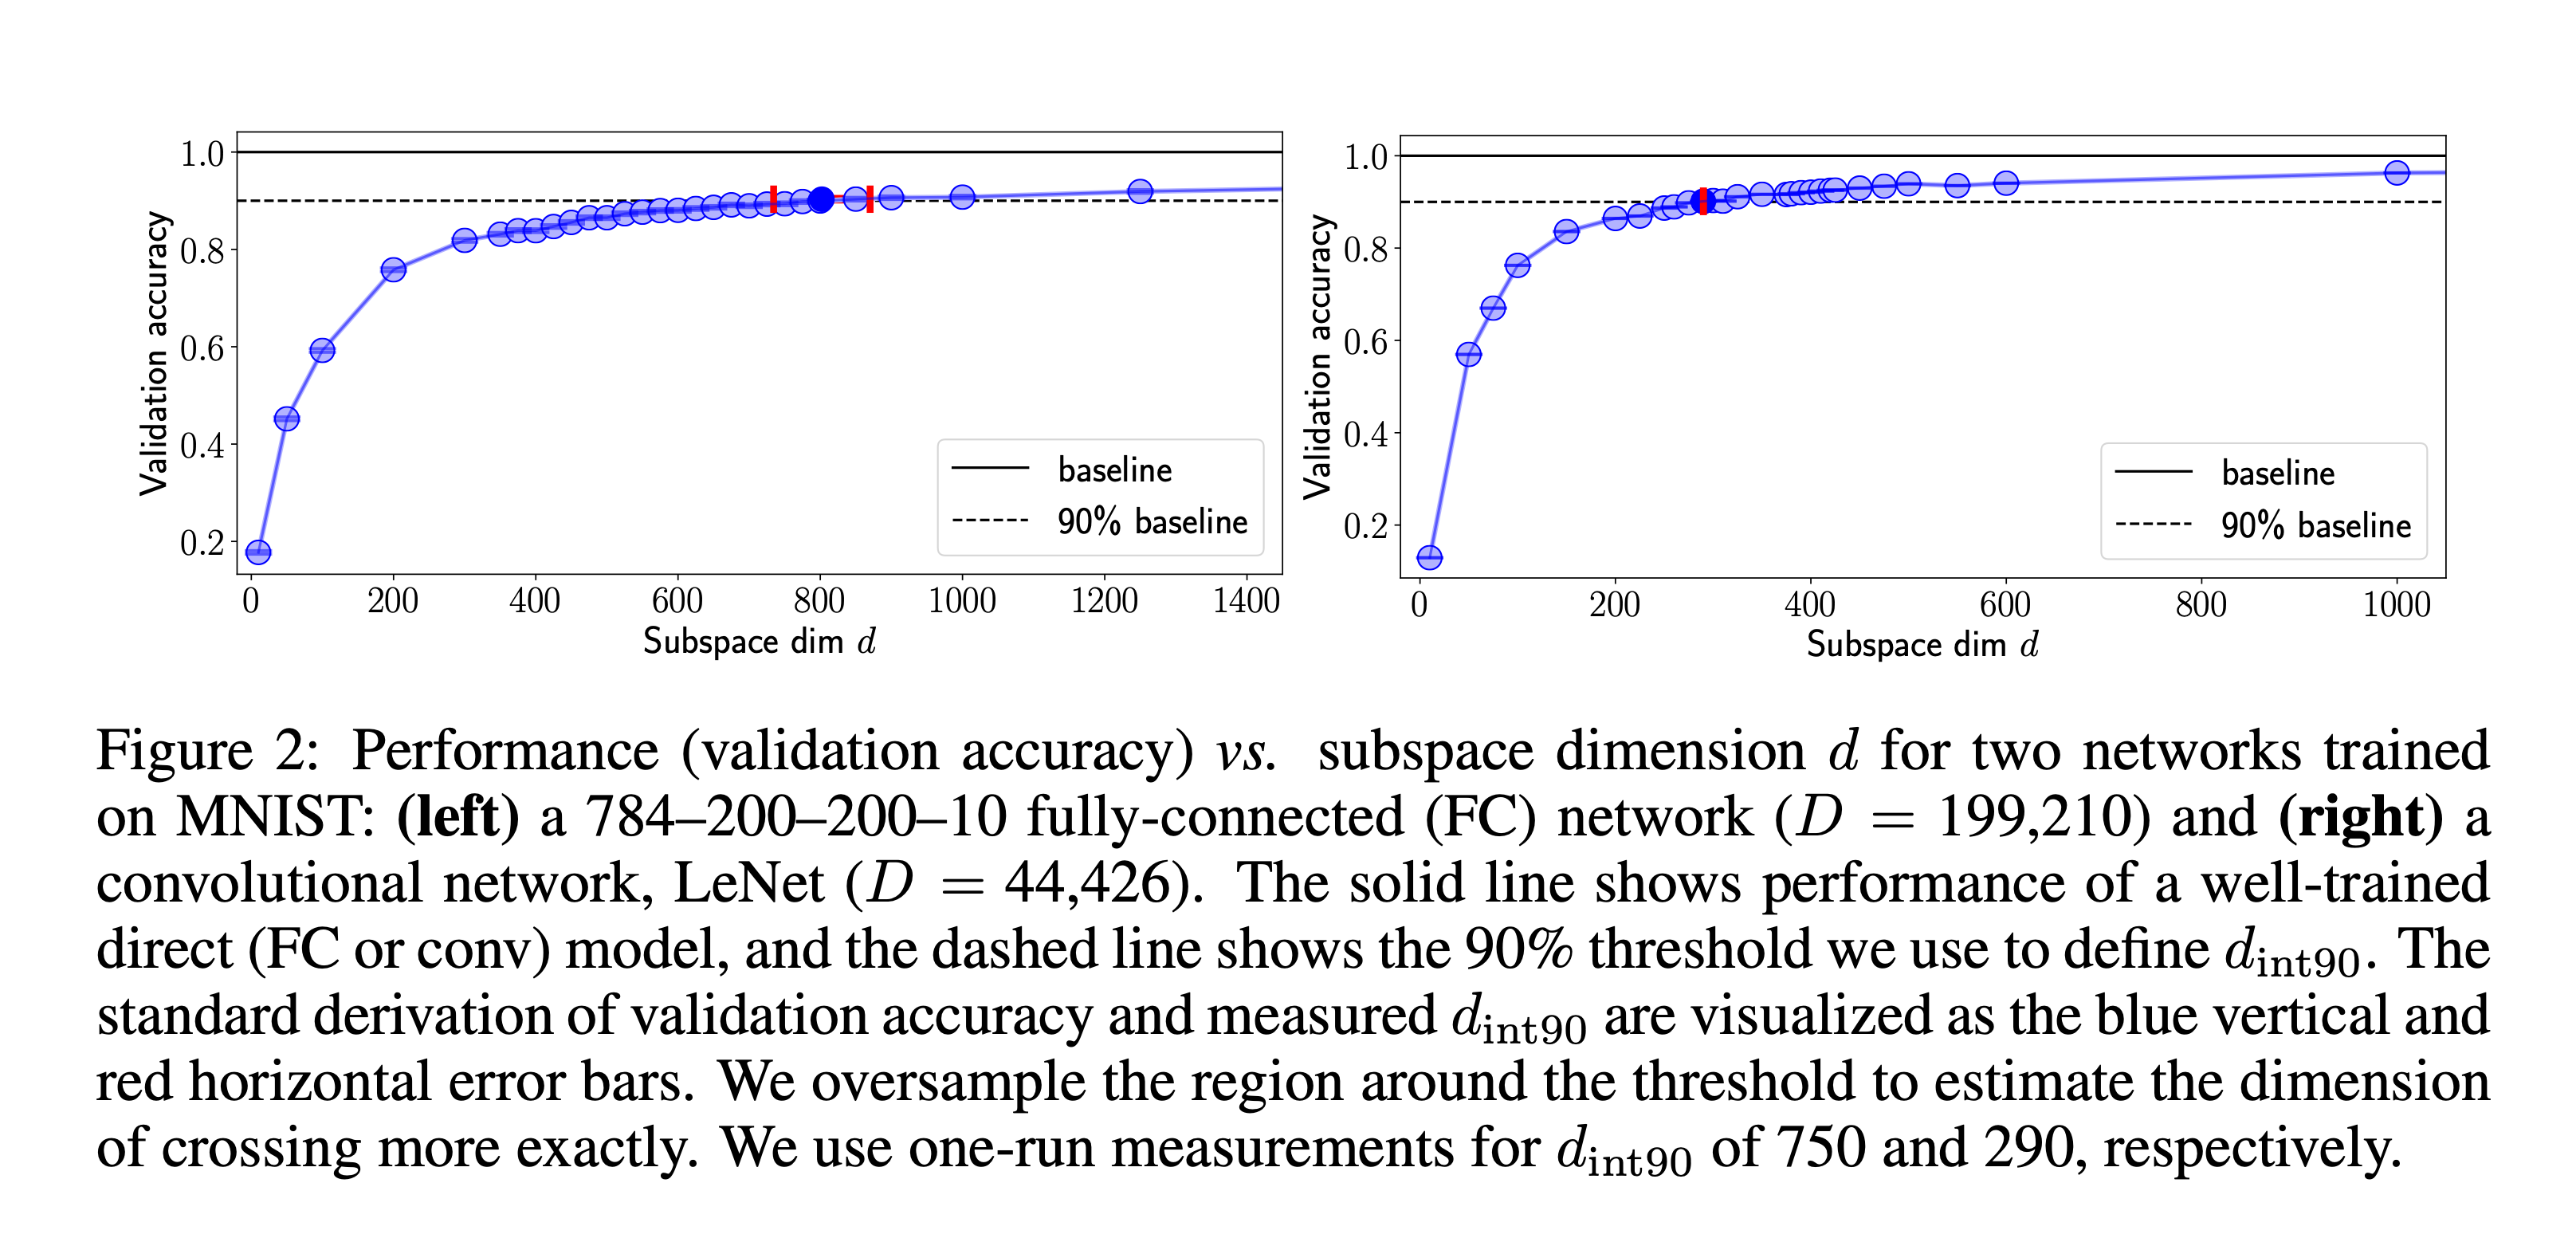 1.0
0.8
0.6
0.4
0.2
Validation accuracy
0 200 400 600 800 1000 1200 1400
Subspace dim d
baseline
90% baseline
1.0
0.8
0.6
0.4
0.2
Validation accuracy
0 200 400 600 800 1000
Subspace dim d
baseline
90% baseline
Figure 2: Performance (validation accuracy) vs. subspace dimension d for two networks trained
on MNIST: (left) a 784–200–200–10 fully-connected (FC) network (D = 199,210) and (right) a
convolutional network, LeNet (D = 44,426). The solid line shows performance of a well-trained
direct (FC or conv) model, and the dashed line shows the 90% threshold we use to define dint90. The
standard derivation of validation accuracy and measured dint90 are visualized as the blue vertical and
red horizontal error bars. We oversample the region around the threshold to estimate the dimension
of crossing more exactly. We use one-run measurements for dint90 of 750 and 290, respectively.